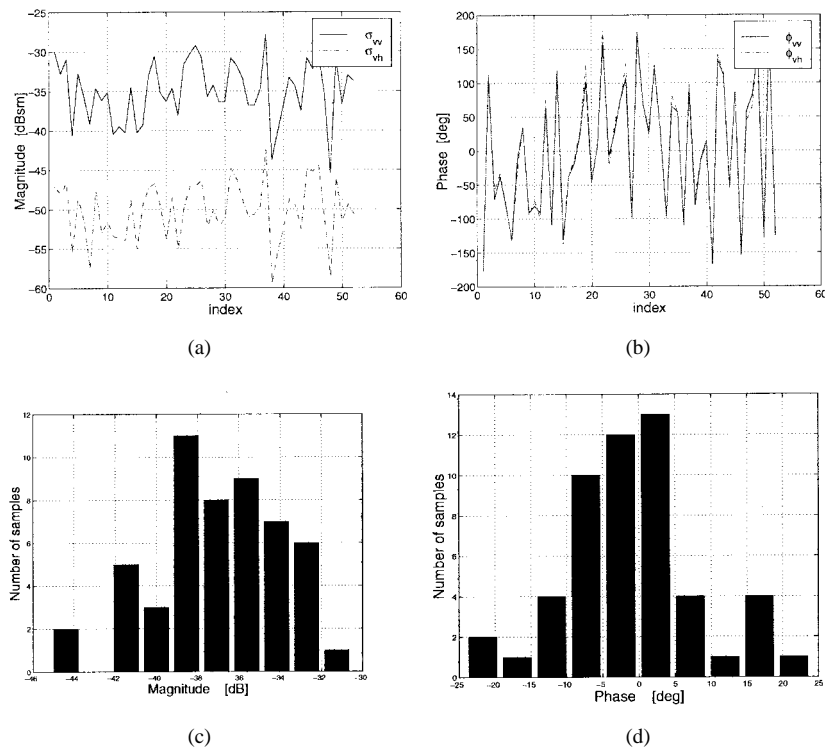 -25
-30
-35
-40
-45
-50
-55
-60
Magnitude [dBsm]
0 10 20 30 40 50 60
index
σvv
σvh
(a)
200
150
100
50
0
-50
-100
-150
-200
Phase [deg]
0 10 20 30 40 50 60
index
ϕvv
ϕvh
(b)
12
10
8
6
4
2
0
Number of samples
-46 -44 -42 -40 -38 -36 -34 -32 -30
Magnitude [dB]
(c)
14
12
10
8
6
4
2
0
Number of samples
-25 -20 -15 -10 -5 0 5 10 15 20 25
Phase [deg]
(d)